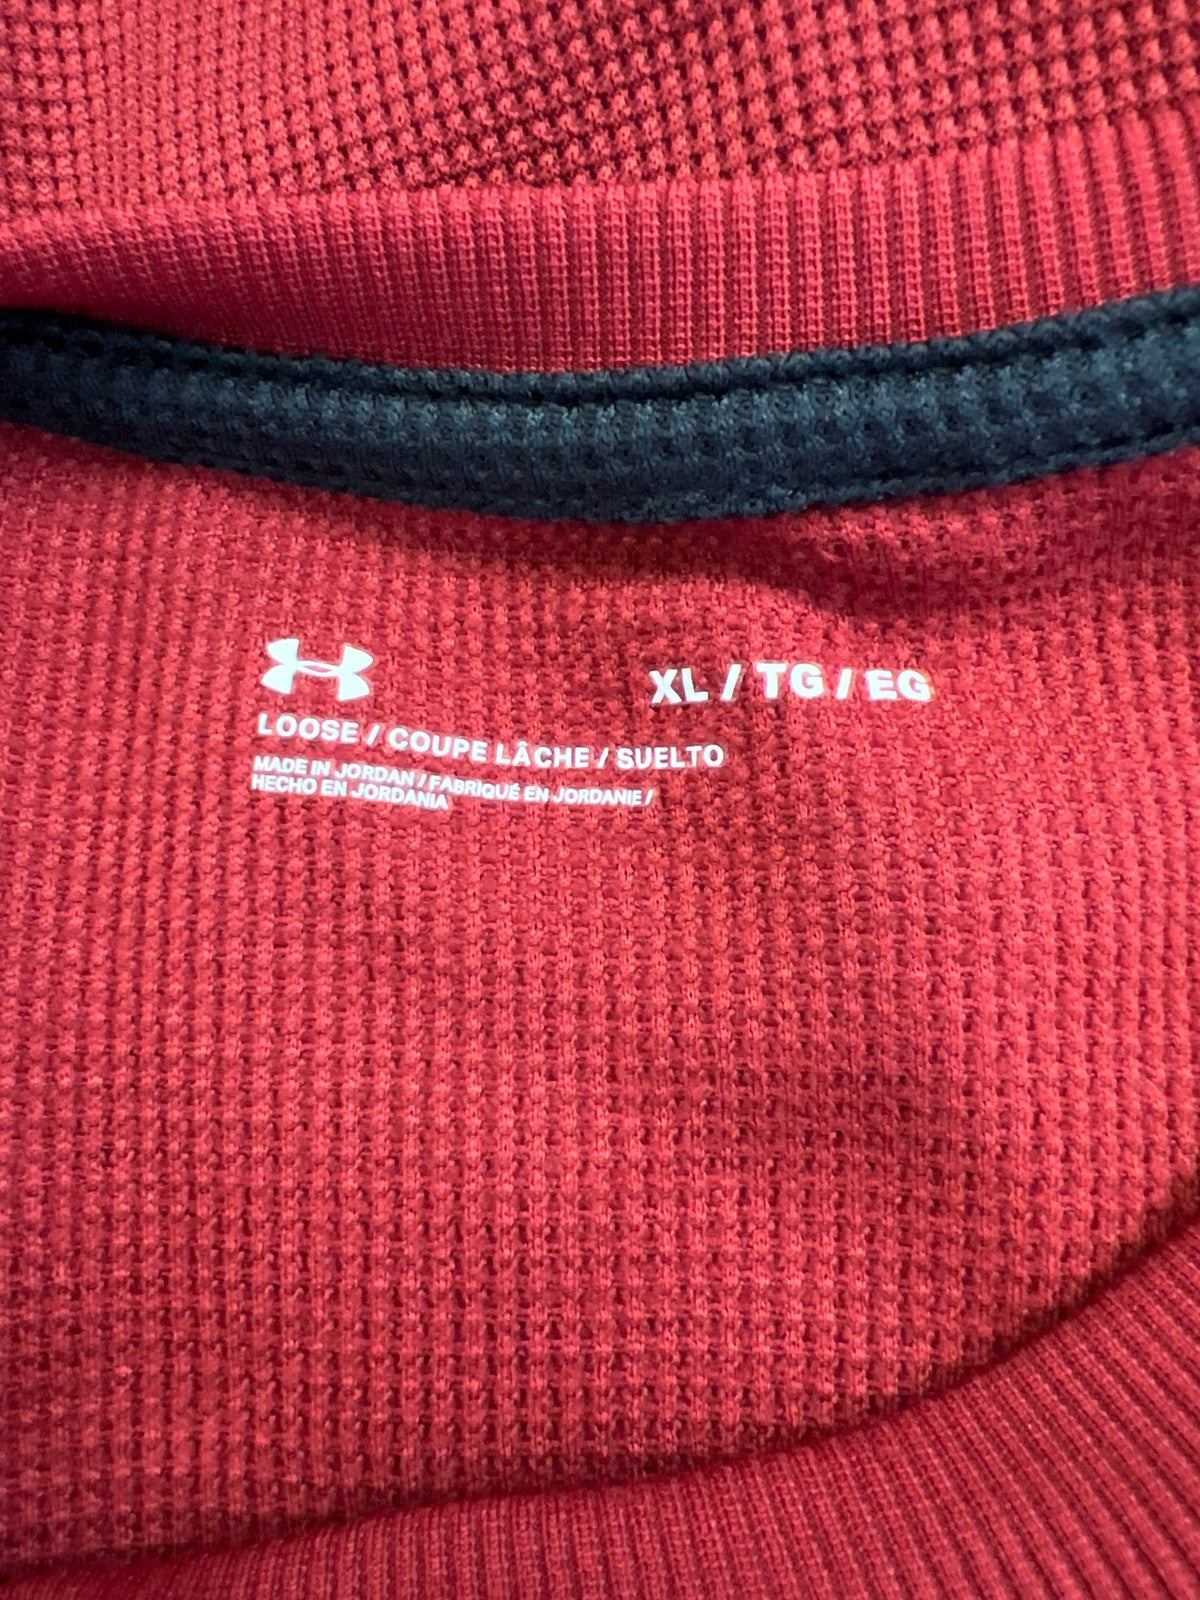 XL / TG / EG
LOOSE / COUPE LÂCHE / SUELTO
MADE IN JORDAN / FABRIQUÉ EN JORDANIE /
HECHO EN JORDANIA